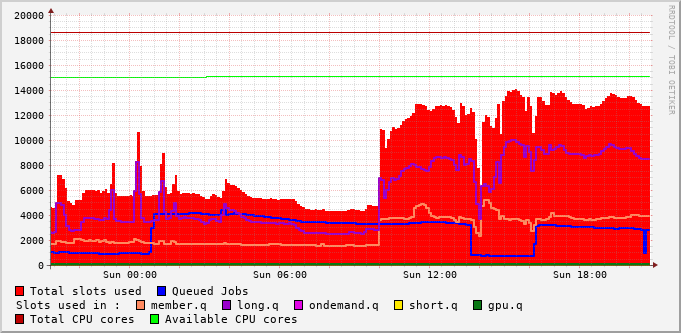 20000
18000
16000
14000
12000
10000
8000
6000
4000
2000
0
Sun 00:00 Sun 06:00 Sun 12:00 Sun 18:00
RRDTOOL / TOBI OETIKER
Total slots used Queued Jobs
Slots used in : member.q long.q ondemand.q short.q gpu.q
Total CPU cores Available CPU cores